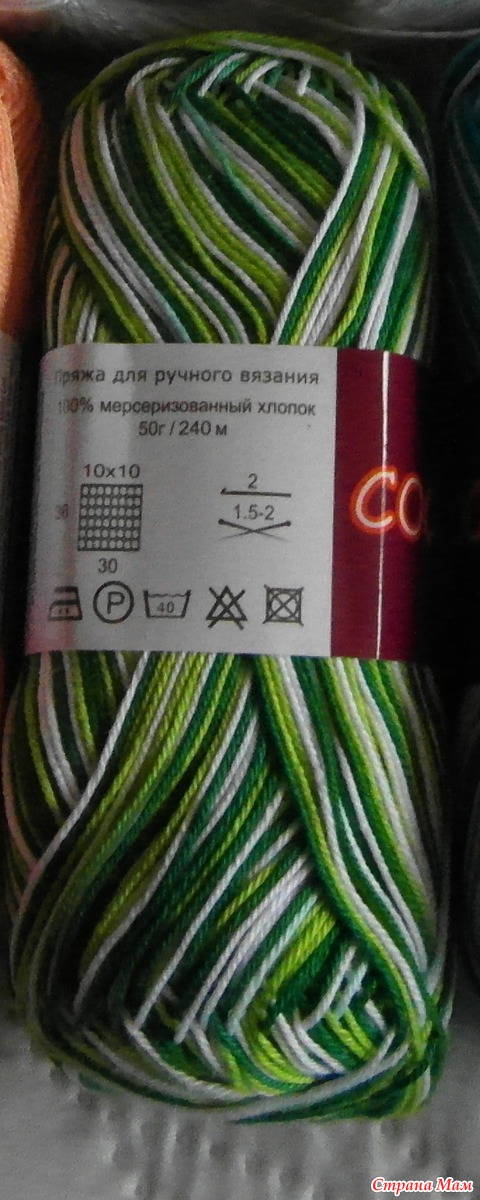 пряжа для ручного вязания
100% мерсеризованный хлопок
50г / 240 м
10x10
2
36
1.5-2
30
P
40
Страна Мам